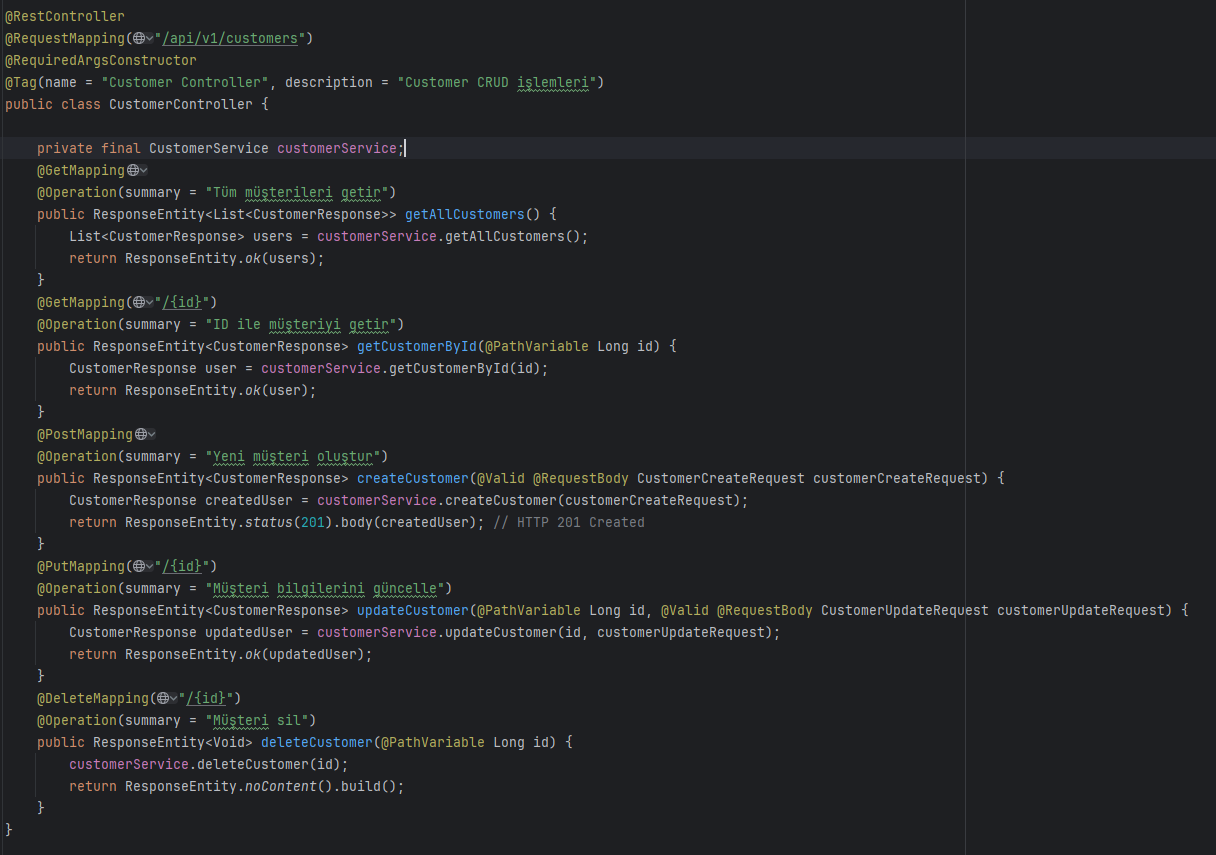 @RestController
@RequestMapping("/api/v1/customers")
@RequiredArgsConstructor
@Tag(name = "Customer Controller", description = "Customer CRUD işlemleri")
public class CustomerController {
private final CustomerService customerService;
@GetMapping
@Operation(summary = "Tüm müşterileri getir")
public ResponseEntity<List<CustomerResponse>> getAllCustomers() {
List<CustomerResponse> users = customerService.getAllCustomers();
return ResponseEntity.ok(users);
}
@GetMapping("/{id}")
@Operation(summary = "ID ile müşteriyi getir")
public ResponseEntity<CustomerResponse> getCustomerById(@PathVariable Long id) {
CustomerResponse user = customerService.getCustomerById(id);
return ResponseEntity.ok(user);
}
@PostMapping
@Operation(summary = "Yeni müşteri oluştur")
public ResponseEntity<CustomerResponse> createCustomer(@Valid @RequestBody CustomerCreateRequest customerCreateRequest) {
CustomerResponse createdUser = customerService.createCustomer(customerCreateRequest);
return ResponseEntity.status(201).body(createdUser); // HTTP 201 Created
}
@PutMapping("/{id}")
@Operation(summary = "Müşteri bilgilerini güncelle")
public ResponseEntity<CustomerResponse> updateCustomer(@PathVariable Long id, @Valid @RequestBody CustomerUpdateRequest customerUpdateRequest) {
CustomerResponse updatedUser = customerService.updateCustomer(id, customerUpdateRequest);
return ResponseEntity.ok(updatedUser);
}
@DeleteMapping("/{id}")
@Operation(summary = "Müşteri sil")
public ResponseEntity<Void> deleteCustomer(@PathVariable Long id) {
customerService.deleteCustomer(id);
return ResponseEntity.noContent().build();
}
}